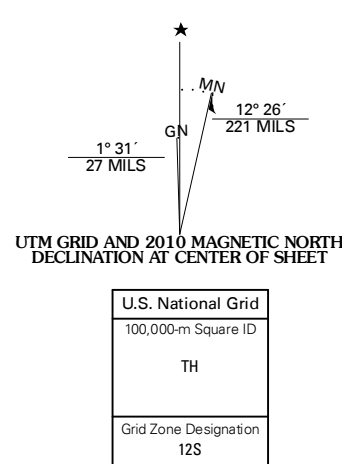 ★
MN
GN
12° 26´
221 MILS
1° 31´
27 MILS
UTM GRID AND 2010 MAGNETIC NORTH
DECLINATION AT CENTER OF SHEET
U.S. National Grid
100,000-m Square ID
TH
Grid Zone Designation
12S